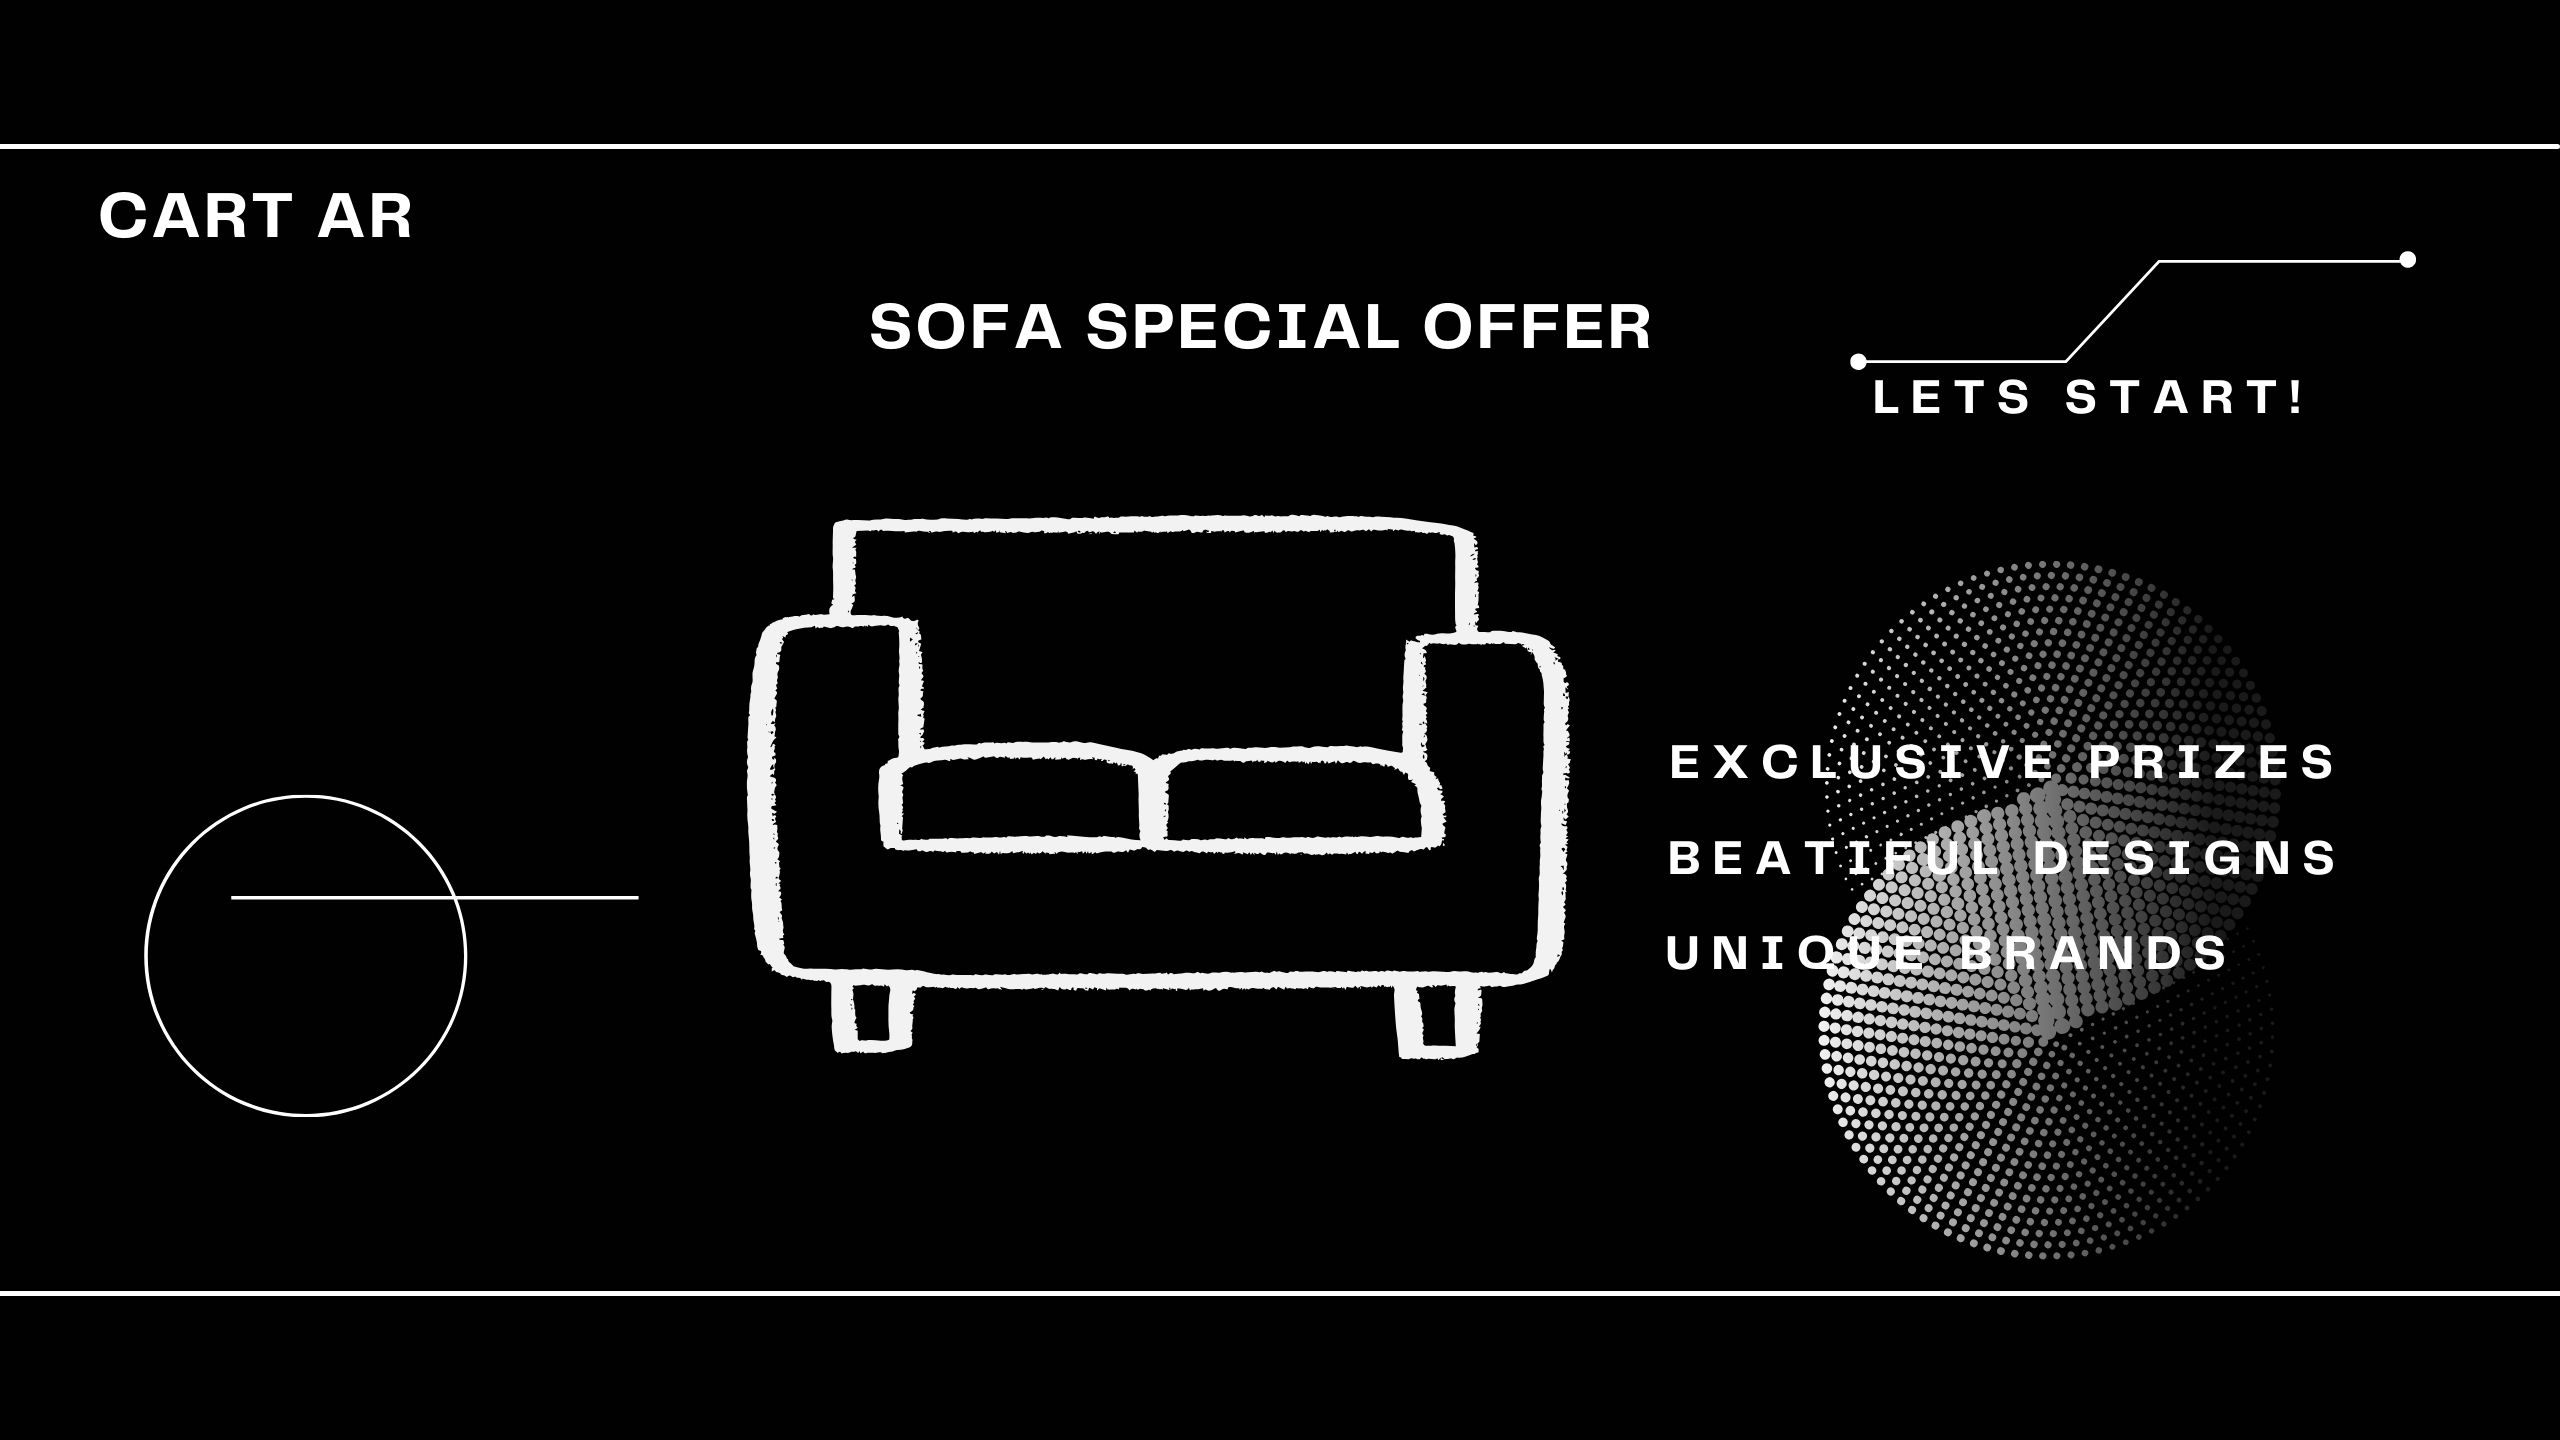 CART AR
SOFA SPECIAL OFFER
LETS START!
EXCLUSIVE PRIZES
BEATIFUL DESIGNS
UNIQUE BRANDS